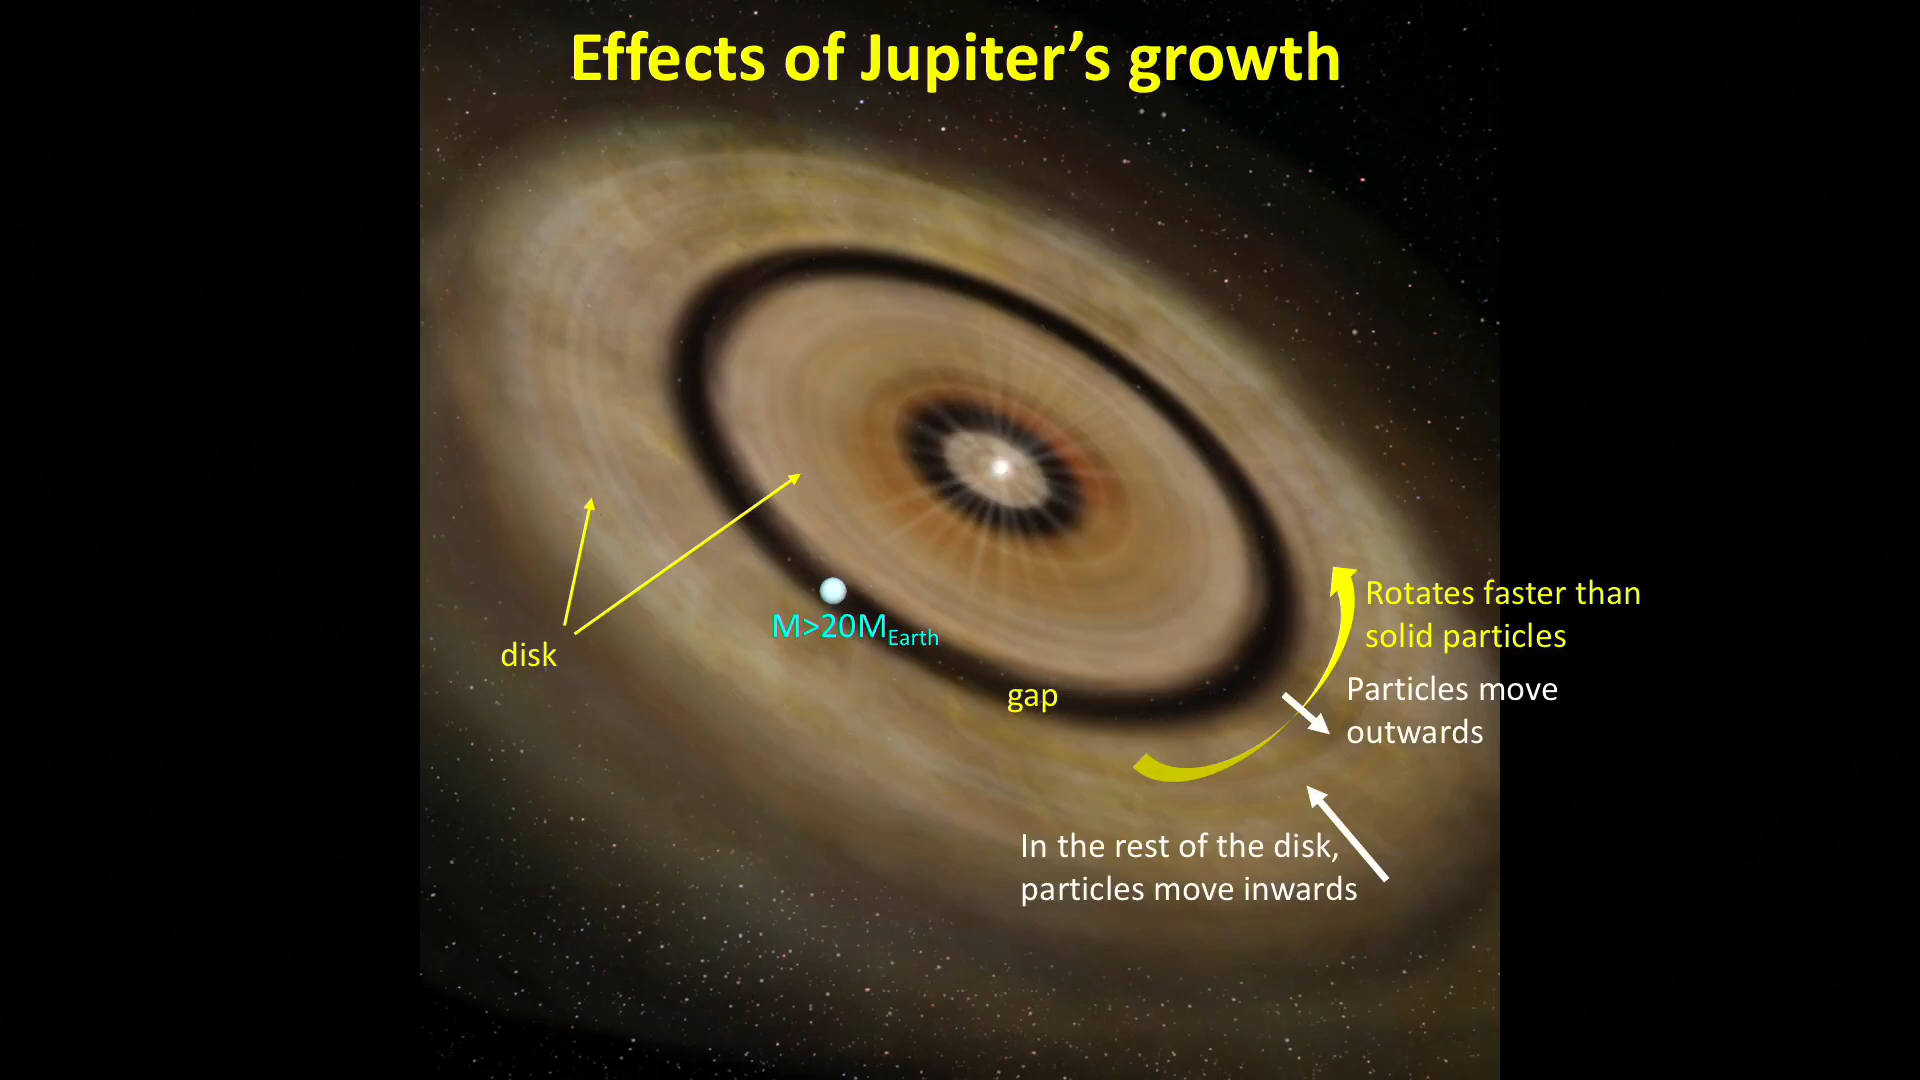 Effects of Jupiter’s growth
Rotates faster than
solid particles
M>20M_Earth
disk
gap
Particles move
outwards
In the rest of the disk,
particles move inwards